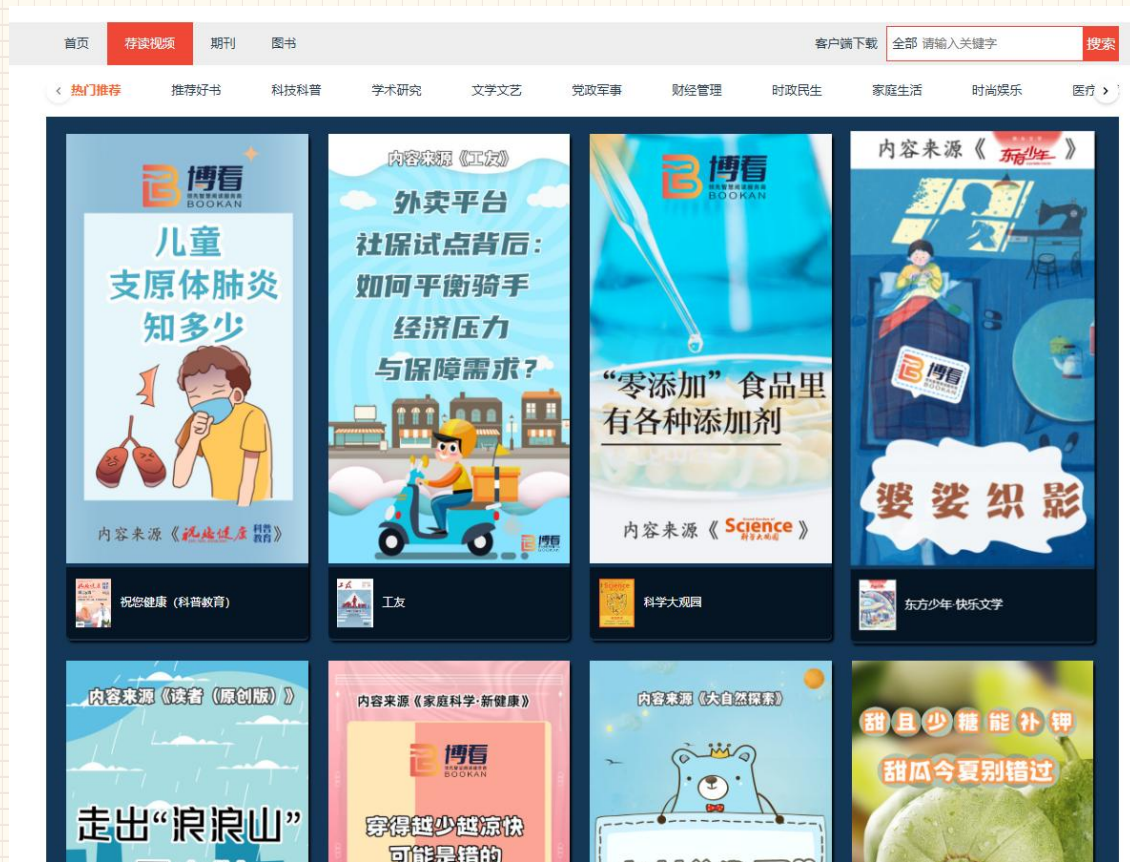 首页 荐读视频 期刊 图书 客户端下载 全部 请输入关键字 搜索
热门推荐 推荐好书 科技科普 学术研究 文学文艺 党政军事 财经管理 时政民生 家庭生活 时尚娱乐 医疗
博看
BOOKAN
儿童
支原体肺炎
知多少
内容来源《祝您健康 科普教育》
祝您健康（科普教育）
内容来源《工友》
外卖平台
社保试点背后：
如何平衡骑手
经济压力
与保障需求？
博看
工友
博看
BOOKAN
“零添加”食品里
有各种添加剂
内容来源《Science 科学大观园》
科学大观园
内容来源《东方少年》
博看
BOOKAN
婆娑织影
东方少年·快乐文学
内容来源《读者（原创版）》
走出“浪浪山”
内容来源《家庭科学·新健康》
博看
BOOKAN
穿得越少越凉快
可能是错的
内容来源《大自然探索》
甜且少糖能补钾
甜瓜今夏别错过